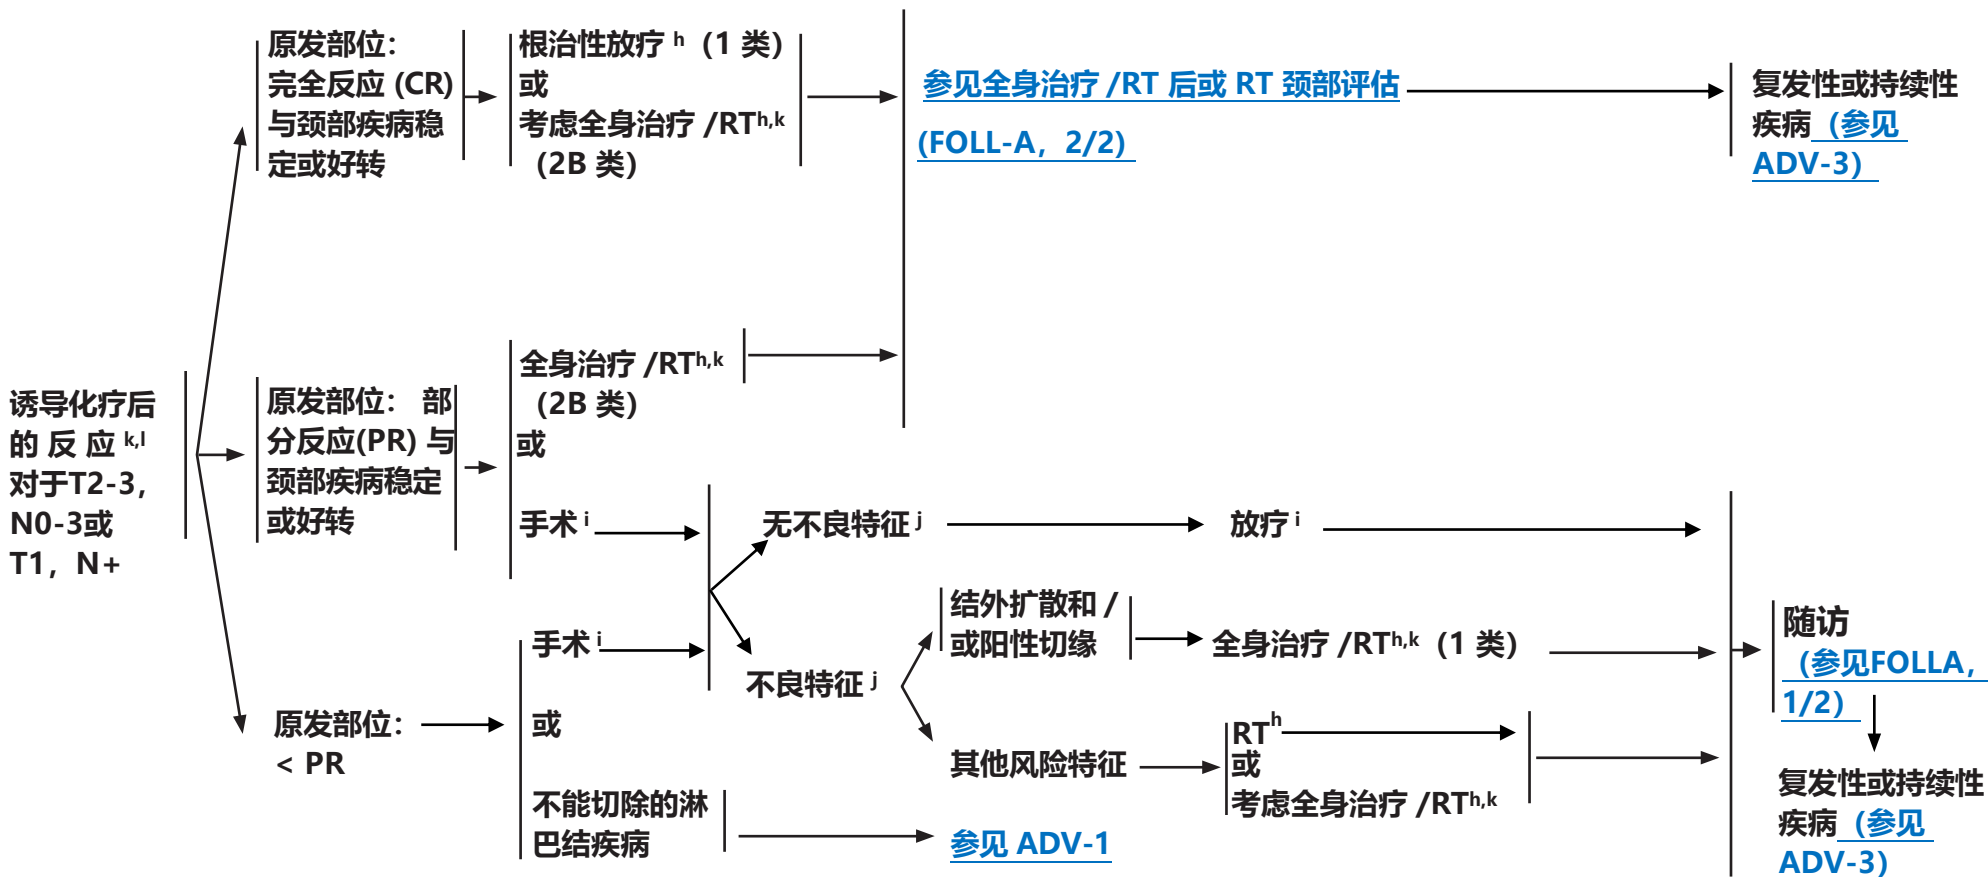 诱导化疗后
的 反 应 k,l
对于T2-3，
N0-3或
T1，N+
原发部位：
完全反应 (CR)
与颈部疾病稳
定或好转
根治性放疗 h（1 类）
或
考虑全身治疗 /RTh,k
（2B 类）
参见全身治疗 /RT 后或 RT 颈部评估
(FOLL-A，2/2）
复发性或持续性
疾病（参见
ADV-3）
原发部位： 部
分反应(PR) 与
颈部疾病稳定
或好转
全身治疗 /RTh,k
（2B 类）
或
手术 i
无不良特征 j
放疗 i
原发部位：
< PR
手术 i
或
不能切除的淋
巴结疾病
参见 ADV-1
不良特征 j
结外扩散和 /
或阳性切缘
全身治疗 /RTh,k（1 类）
其他风险特征
RTh
或
考虑全身治疗 /RTh,k
随访
（参见FOLLA，
1/2）
复发性或持续性
疾病（参见
ADV-3）